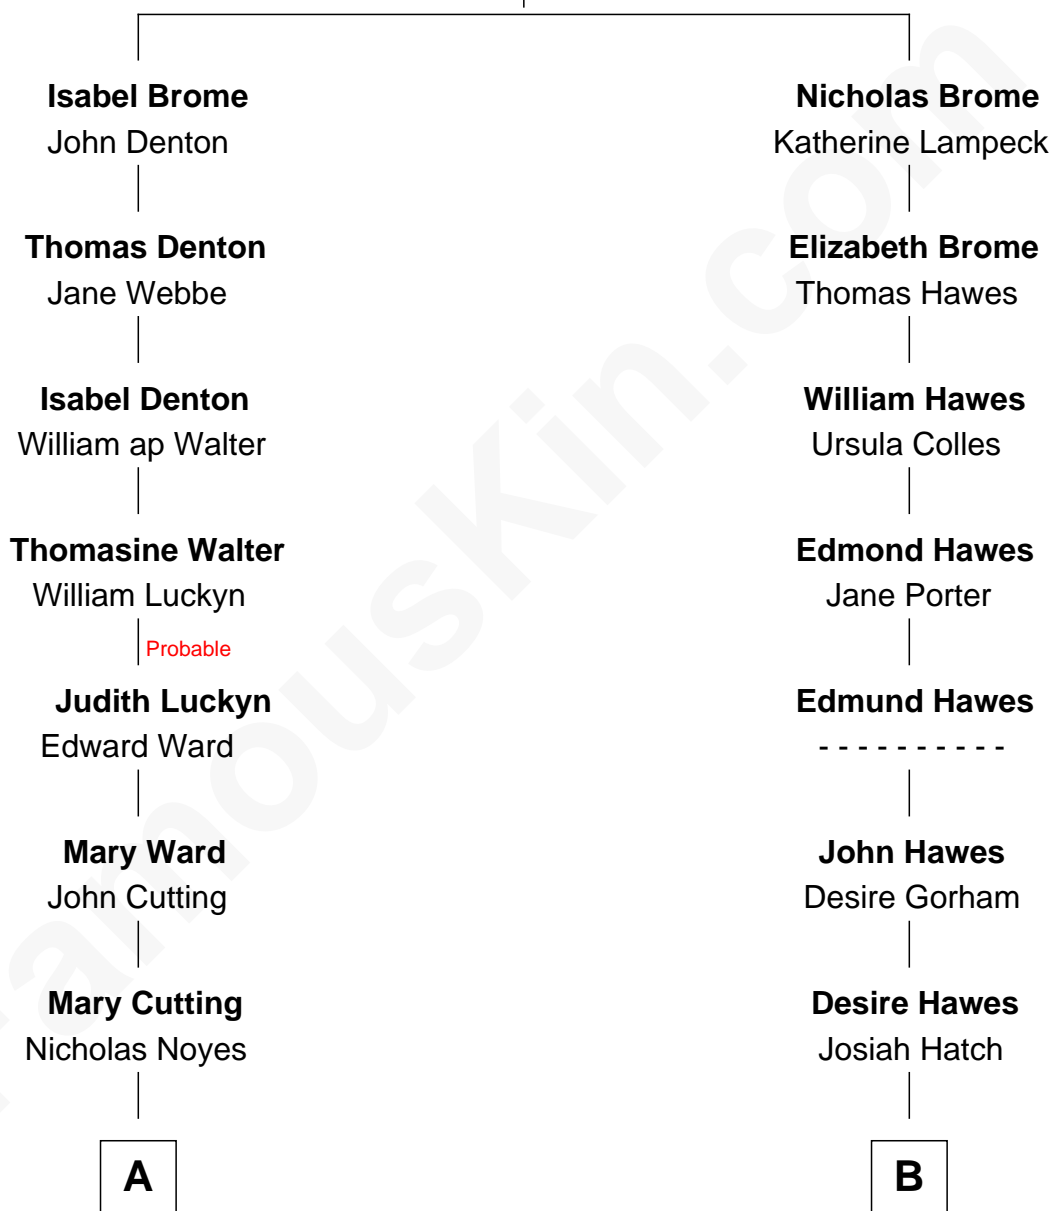 Isabel Brome
John Denton
Nicholas Brome
Katherine Lampeck
Thomas Denton
Jane Webbe
Elizabeth Brome
Thomas Hawes
Isabel Denton
William ap Walter
William Hawes
Ursula Colles
Thomasine Walter
William Luckyn
Edmond Hawes
Jane Porter
Probable
Judith Luckyn
Edward Ward
Edmund Hawes
- - - - - - - - - -
Mary Ward
John Cutting
John Hawes
Desire Gorham
Mary Cutting
Nicholas Noyes
Desire Hawes
Josiah Hatch
A
B
FamousKin.com